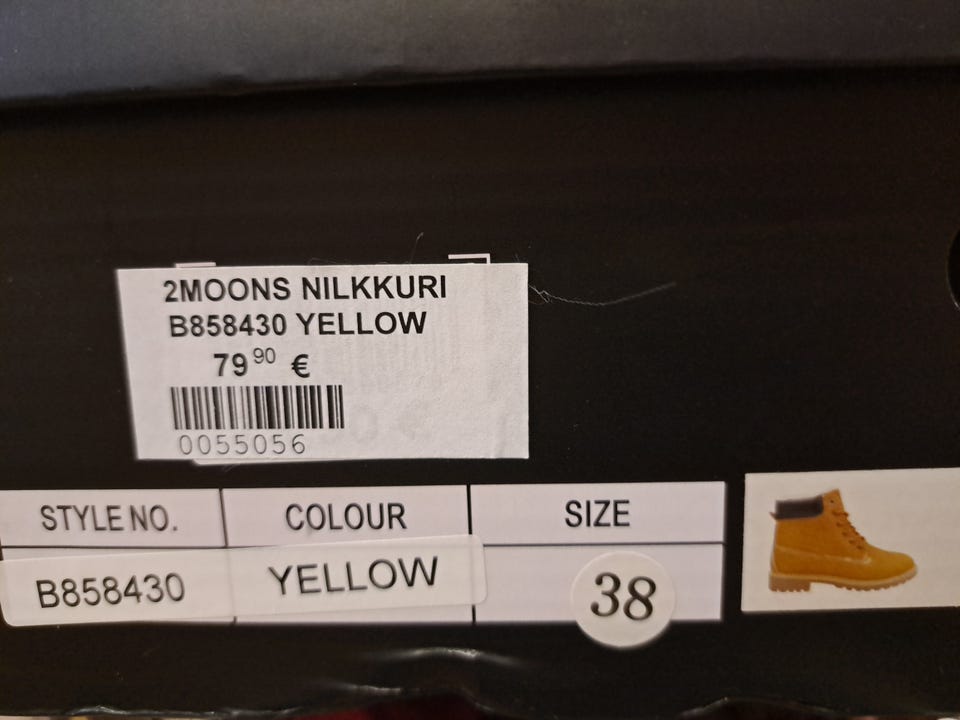 2MOONS NILKKURI
B858430 YELLOW
79 90 €
0055056
STYLE NO. COLOUR SIZE
B858430 YELLOW 38